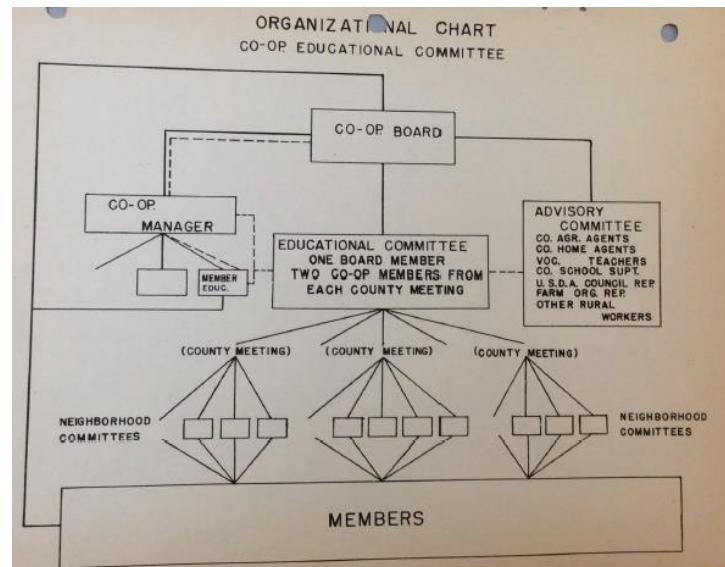 ORGANIZATIONAL CHART
CO-OP. EDUCATIONAL COMMITTEE
CO-OP. BOARD
CO-OP.
MANAGER
MEMBER
EDUC.
EDUCATIONAL COMMITTEE
ONE BOARD MEMBER
TWO CO-OP MEMBERS FROM
EACH COUNTY MEETING
ADVISORY
COMMITTEE
CO. AGR. AGENTS
CO. HOME AGENTS
VOC. TEACHERS
CO. SCHOOL SUPT.
U.S.D.A. COUNCIL REP.
FARM ORG. REP.
OTHER RURAL
WORKERS
(COUNTY MEETING)
(COUNTY MEETING)
(COUNTY MEETING)
NEIGHBORHOOD
COMMITTEES
NEIGHBORHOOD
COMMITTEES
MEMBERS